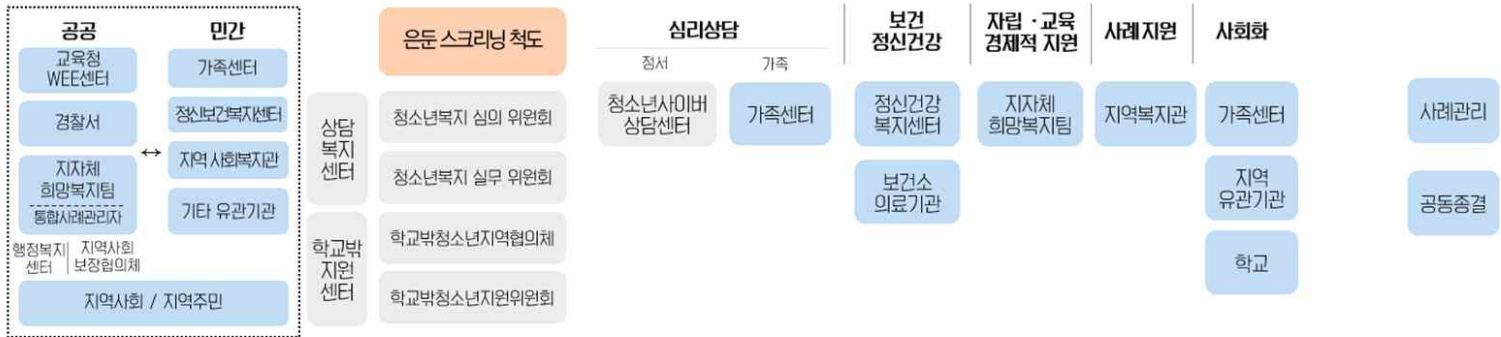 공공
민간
교육청
WEE센터
경찰서
지자체
희망복지팀
통합사례관리자
가족센터
정신보건복지센터
↔
지역 사회복지관
기타 유관기관
행정복지
센터
지역사회
보장협의체
지역사회 / 지역주민
상담
복지
센터
학교밖
지원
센터
은둔 스크리닝 척도
청소년복지 심의 위원회
청소년복지 실무 위원회
학교밖청소년지역협의체
학교밖청소년지원위원회
심리상담
정서
가족
청소년사이버
상담센터
가족센터
보건
정신건강
정신건강
복지센터
보건소
의료기관
자립 · 교육
경제적 지원
지자체
희망복지팀
사례 지원
지역복지관
사회화
가족센터
지역
유관기관
학교
사례관리
공동종결